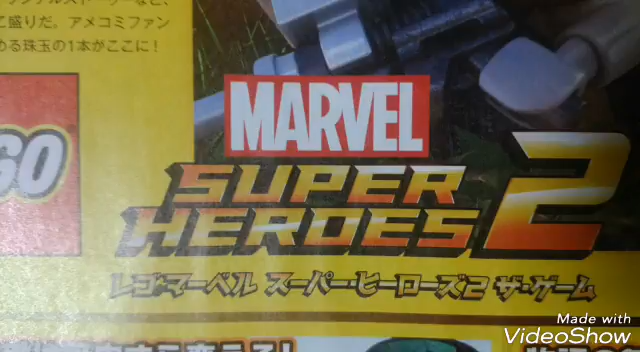 こ盛りだ。アメコミファン
める珠玉の1本がここに!
MARVEL
SUPER
HEROES 2
レゴ・マーベル スーパー・ヒーローズ2 ザ・ゲーム
Made with
VideoShow